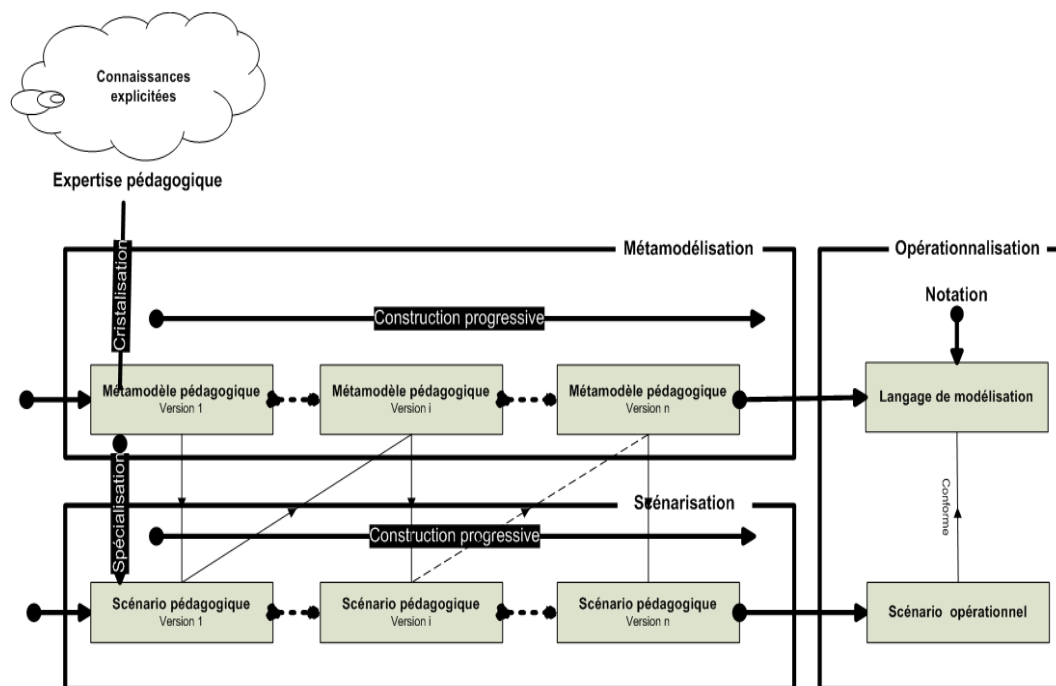 Connaissances
explicitées
Expertise pédagogique
Cristalisation
Métamodélisation
Opérationnalisation
Construction progressive
Notation
Métamodèle pédagogique
Version 1
Métamodèle pédagogique
Version i
Métamodèle pédagogique
Version n
Langage de modélisation
Spécialisation
Conforme
Scénarisation
Construction progressive
Scénario pédagogique
Version 1
Scénario pédagogique
Version i
Scénario pédagogique
Version n
Scénario opérationnel